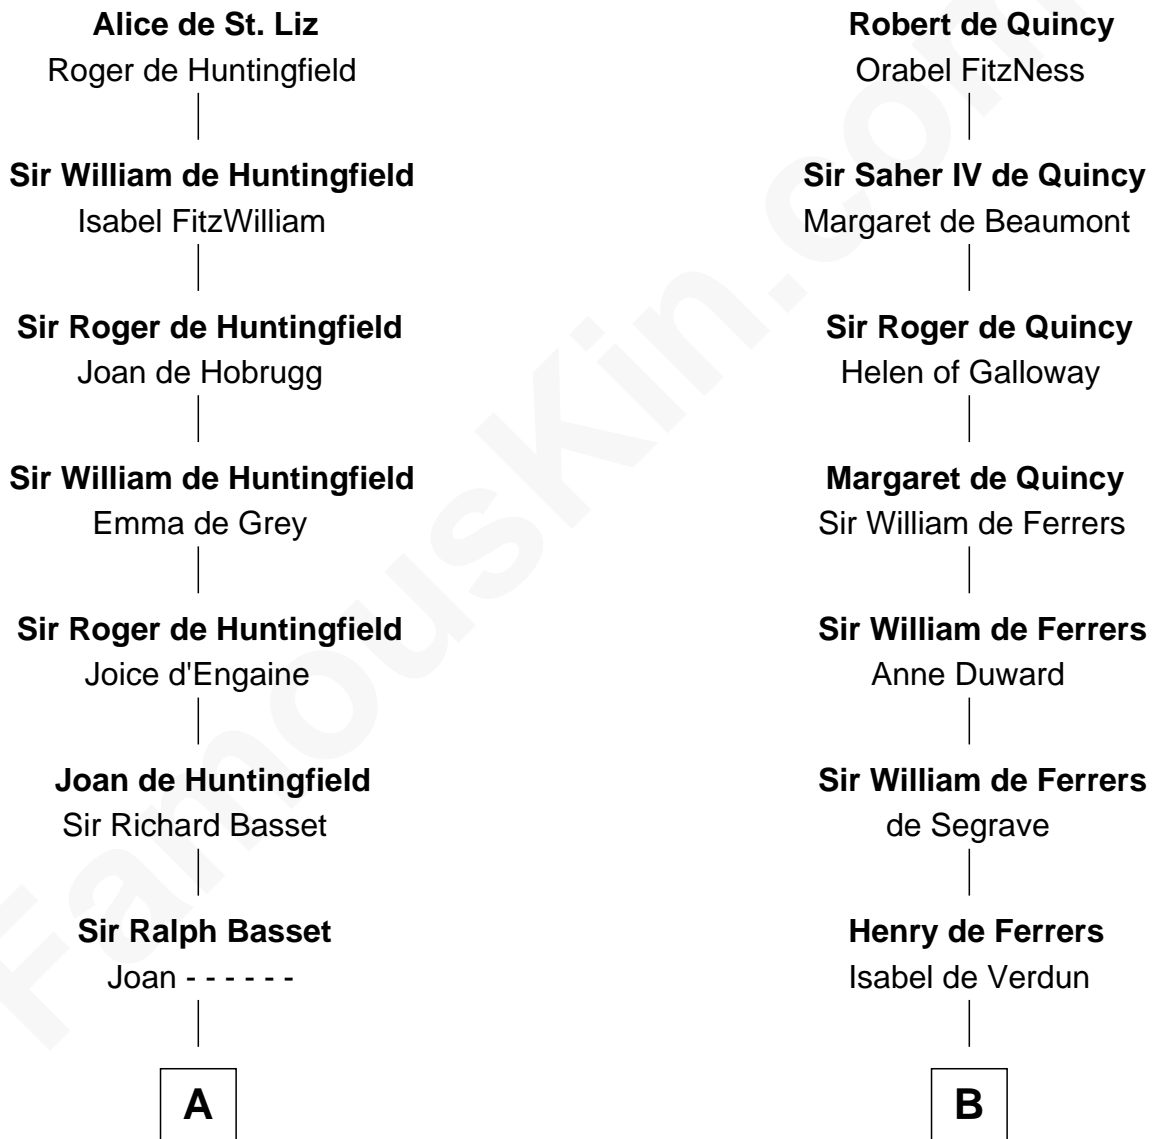 Alice de St. Liz
Roger de Huntingfield
Sir William de Huntingfield
Isabel FitzWilliam
Sir Roger de Huntingfield
Joan de Hobrugg
Sir William de Huntingfield
Emma de Grey
Sir Roger de Huntingfield
Joice d'Engaine
Joan de Huntingfield
Sir Richard Basset
Sir Ralph Basset
Joan - - - - - -
A
Robert de Quincy
Orabel FitzNess
Sir Saher IV de Quincy
Margaret de Beaumont
Sir Roger de Quincy
Helen of Galloway
Margaret de Quincy
Sir William de Ferrers
Sir William de Ferrers
Anne Duward
Sir William de Ferrers
de Segrave
Henry de Ferrers
Isabel de Verdun
B
FamousKin.com